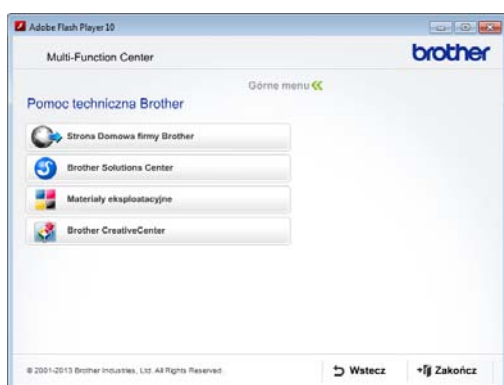 Adobe Flash Player 10
Multi-Function Center
brother
Górne menu
Pomoc techniczna Brother
Strona Domowa firmy Brother
Brother Solutions Center
Materiały eksploatacyjne
Brother CreativeCenter
© 2001-2013 Brother Industries, Ltd. All Rights Reserved.
Wstecz
Zakończ